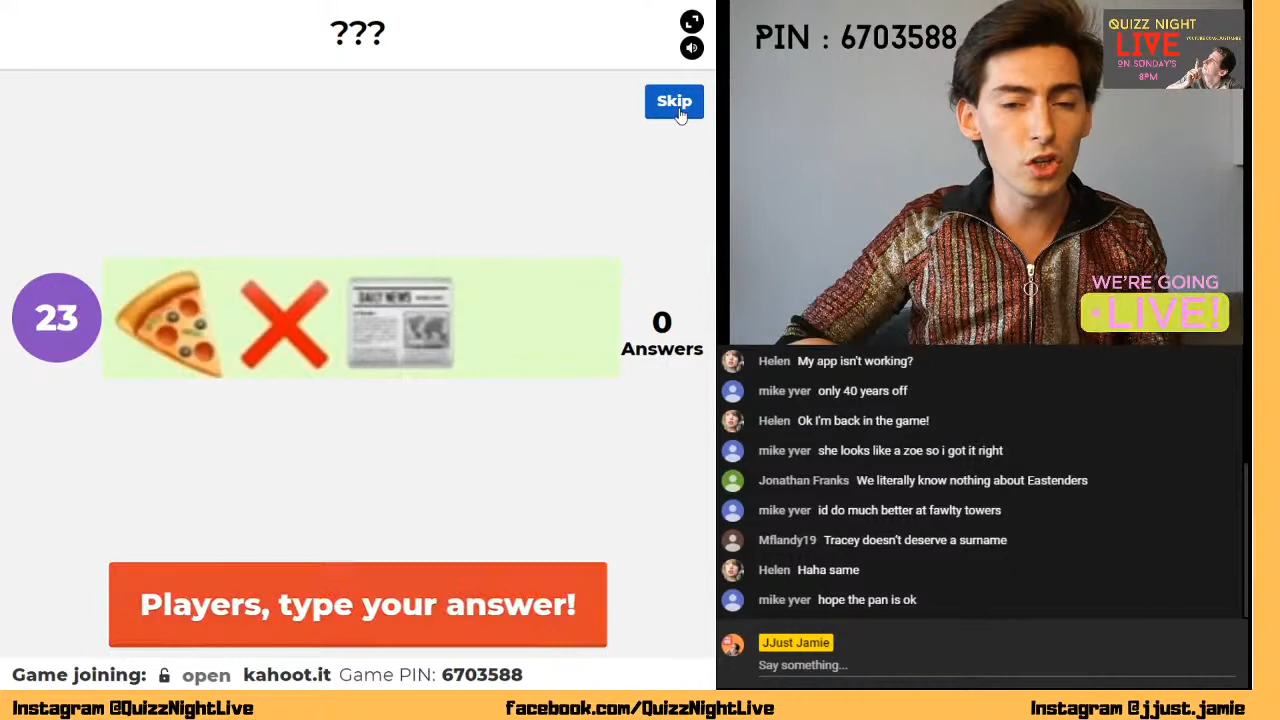 ???
Skip
23
DAILY NEWS
0
Answers
Players, type your answer!
Game joining: open kahoot.it Game PIN: 6703588
PIN : 6703588
QUIZZ NIGHT
LIVE
ON SUNDAY'S
8PM
WE'RE GOING
LIVE!
Helen My app isn't working?
mike yver only 40 years off
Helen Ok I'm back in the game!
mike yver she looks like a zoe so i got it right
Jonathan Franks We literally know nothing about Eastenders
mike yver id do much better at fawlty towers
Mflandy19 Tracey doesn't deserve a surname
Helen Haha same
mike yver hope the pan is ok
JJust Jamie
Say something...
Instagram @QuizzNightLive facebook.com/QuizzNightLive Instagram @jjust.jamie